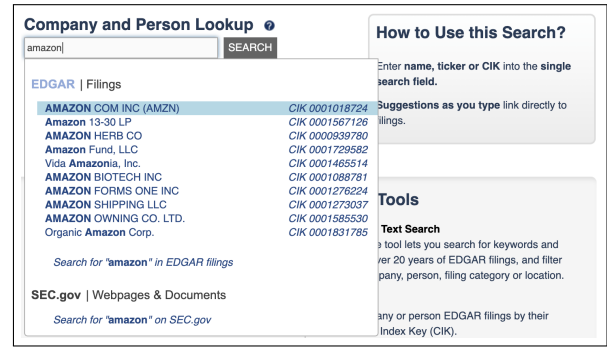 Company and Person Lookup ?
amazon
SEARCH
EDGAR | Filings
AMAZON COM INC (AMZN) CIK 0001018724
Amazon 13-30 LP CIK 0001567126
AMAZON HERB CO CIK 0000939780
Amazon Fund, LLC CIK 0001729582
Vida Amazonia, Inc. CIK 0001465514
AMAZON BIOTECH INC CIK 0001088781
AMAZON FORMS ONE INC CIK 0001276224
AMAZON SHIPPING LLC CIK 0001273037
AMAZON OWNING CO. LTD. CIK 0001585530
Organic Amazon Corp. CIK 0001831785
Search for "amazon" in EDGAR filings
SEC.gov | Webpages & Documents
Search for "amazon" on SEC.gov
How to Use this Search?
Enter name, ticker or CIK into the single
search field.
Suggestions as you type link directly to
filings.
Tools
Text Search
tool lets you search for keywords and
er 20 years of EDGAR filings, and filter
pany, person, filing category or location.
any or person EDGAR filings by their
Index Key (CIK).